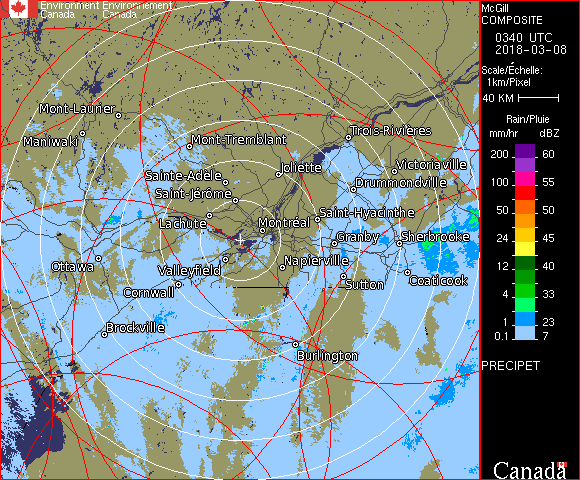 Environment Environnement
Canada Canada
McGill
COMPOSITE
0340 UTC
2018-03-08
Scale/Échelle:
1km/Pixel
40 KM
Rain/Pluie
mm/hr dBZ
200 60
100 55
50 50
24 45
12 40
4 33
1 23
0.1 7
PRECIPET
Canada
Mont-Laurier
Maniwaki
Mont-Tremblant
Trois-Rivières
Joliette
Victoriaville
Sainte-Adèle
Drummondville
Saint-Jérôme
Saint-Hyacinthe
Lachute
Montréal
Granby
Sherbrooke
Ottawa
Valleyfield
Napierville
Coaticook
Sutton
Cornwall
Brockville
Burlington